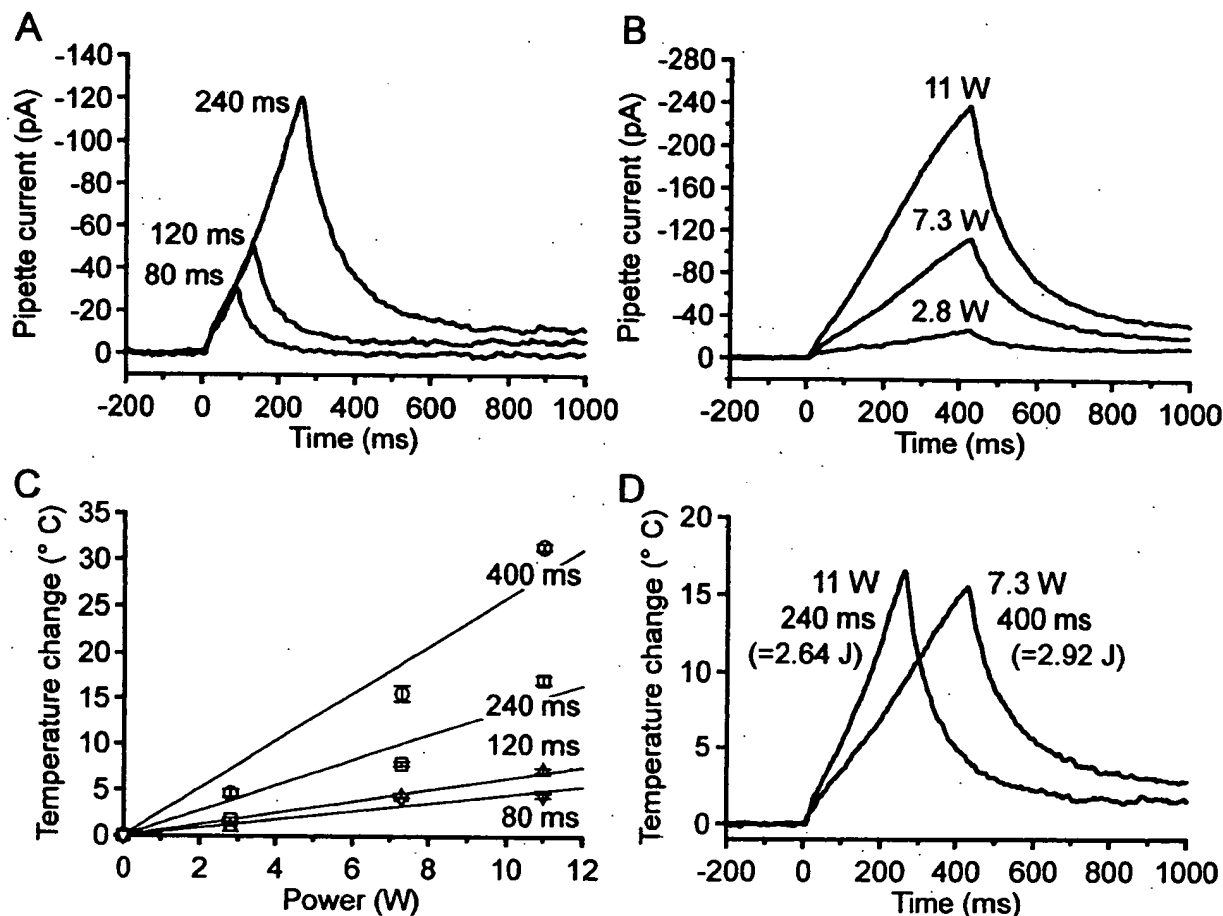 A
Pipette current (pA)
-140
-120
-100
-80
-60
-40
-20
0
240 ms
120 ms
80 ms
-200 0 200 400 600 800 1000
Time (ms)
B
Pipette current (pA)
-280
-240
-200
-160
-120
-80
-40
0
11 W
7.3 W
2.8 W
-200 0 200 400 600 800 1000
Time (ms)
C
Temperature change (° C)
35
30
25
20
15
10
5
0
400 ms
240 ms
120 ms
80 ms
0 2 4 6 8 10 12
Power (W)
D
Temperature change (° C)
20
15
10
5
0
11 W
240 ms
(=2.64 J)
7.3 W
400 ms
(=2.92 J)
-200 0 200 400 600 800 1000
Time (ms)